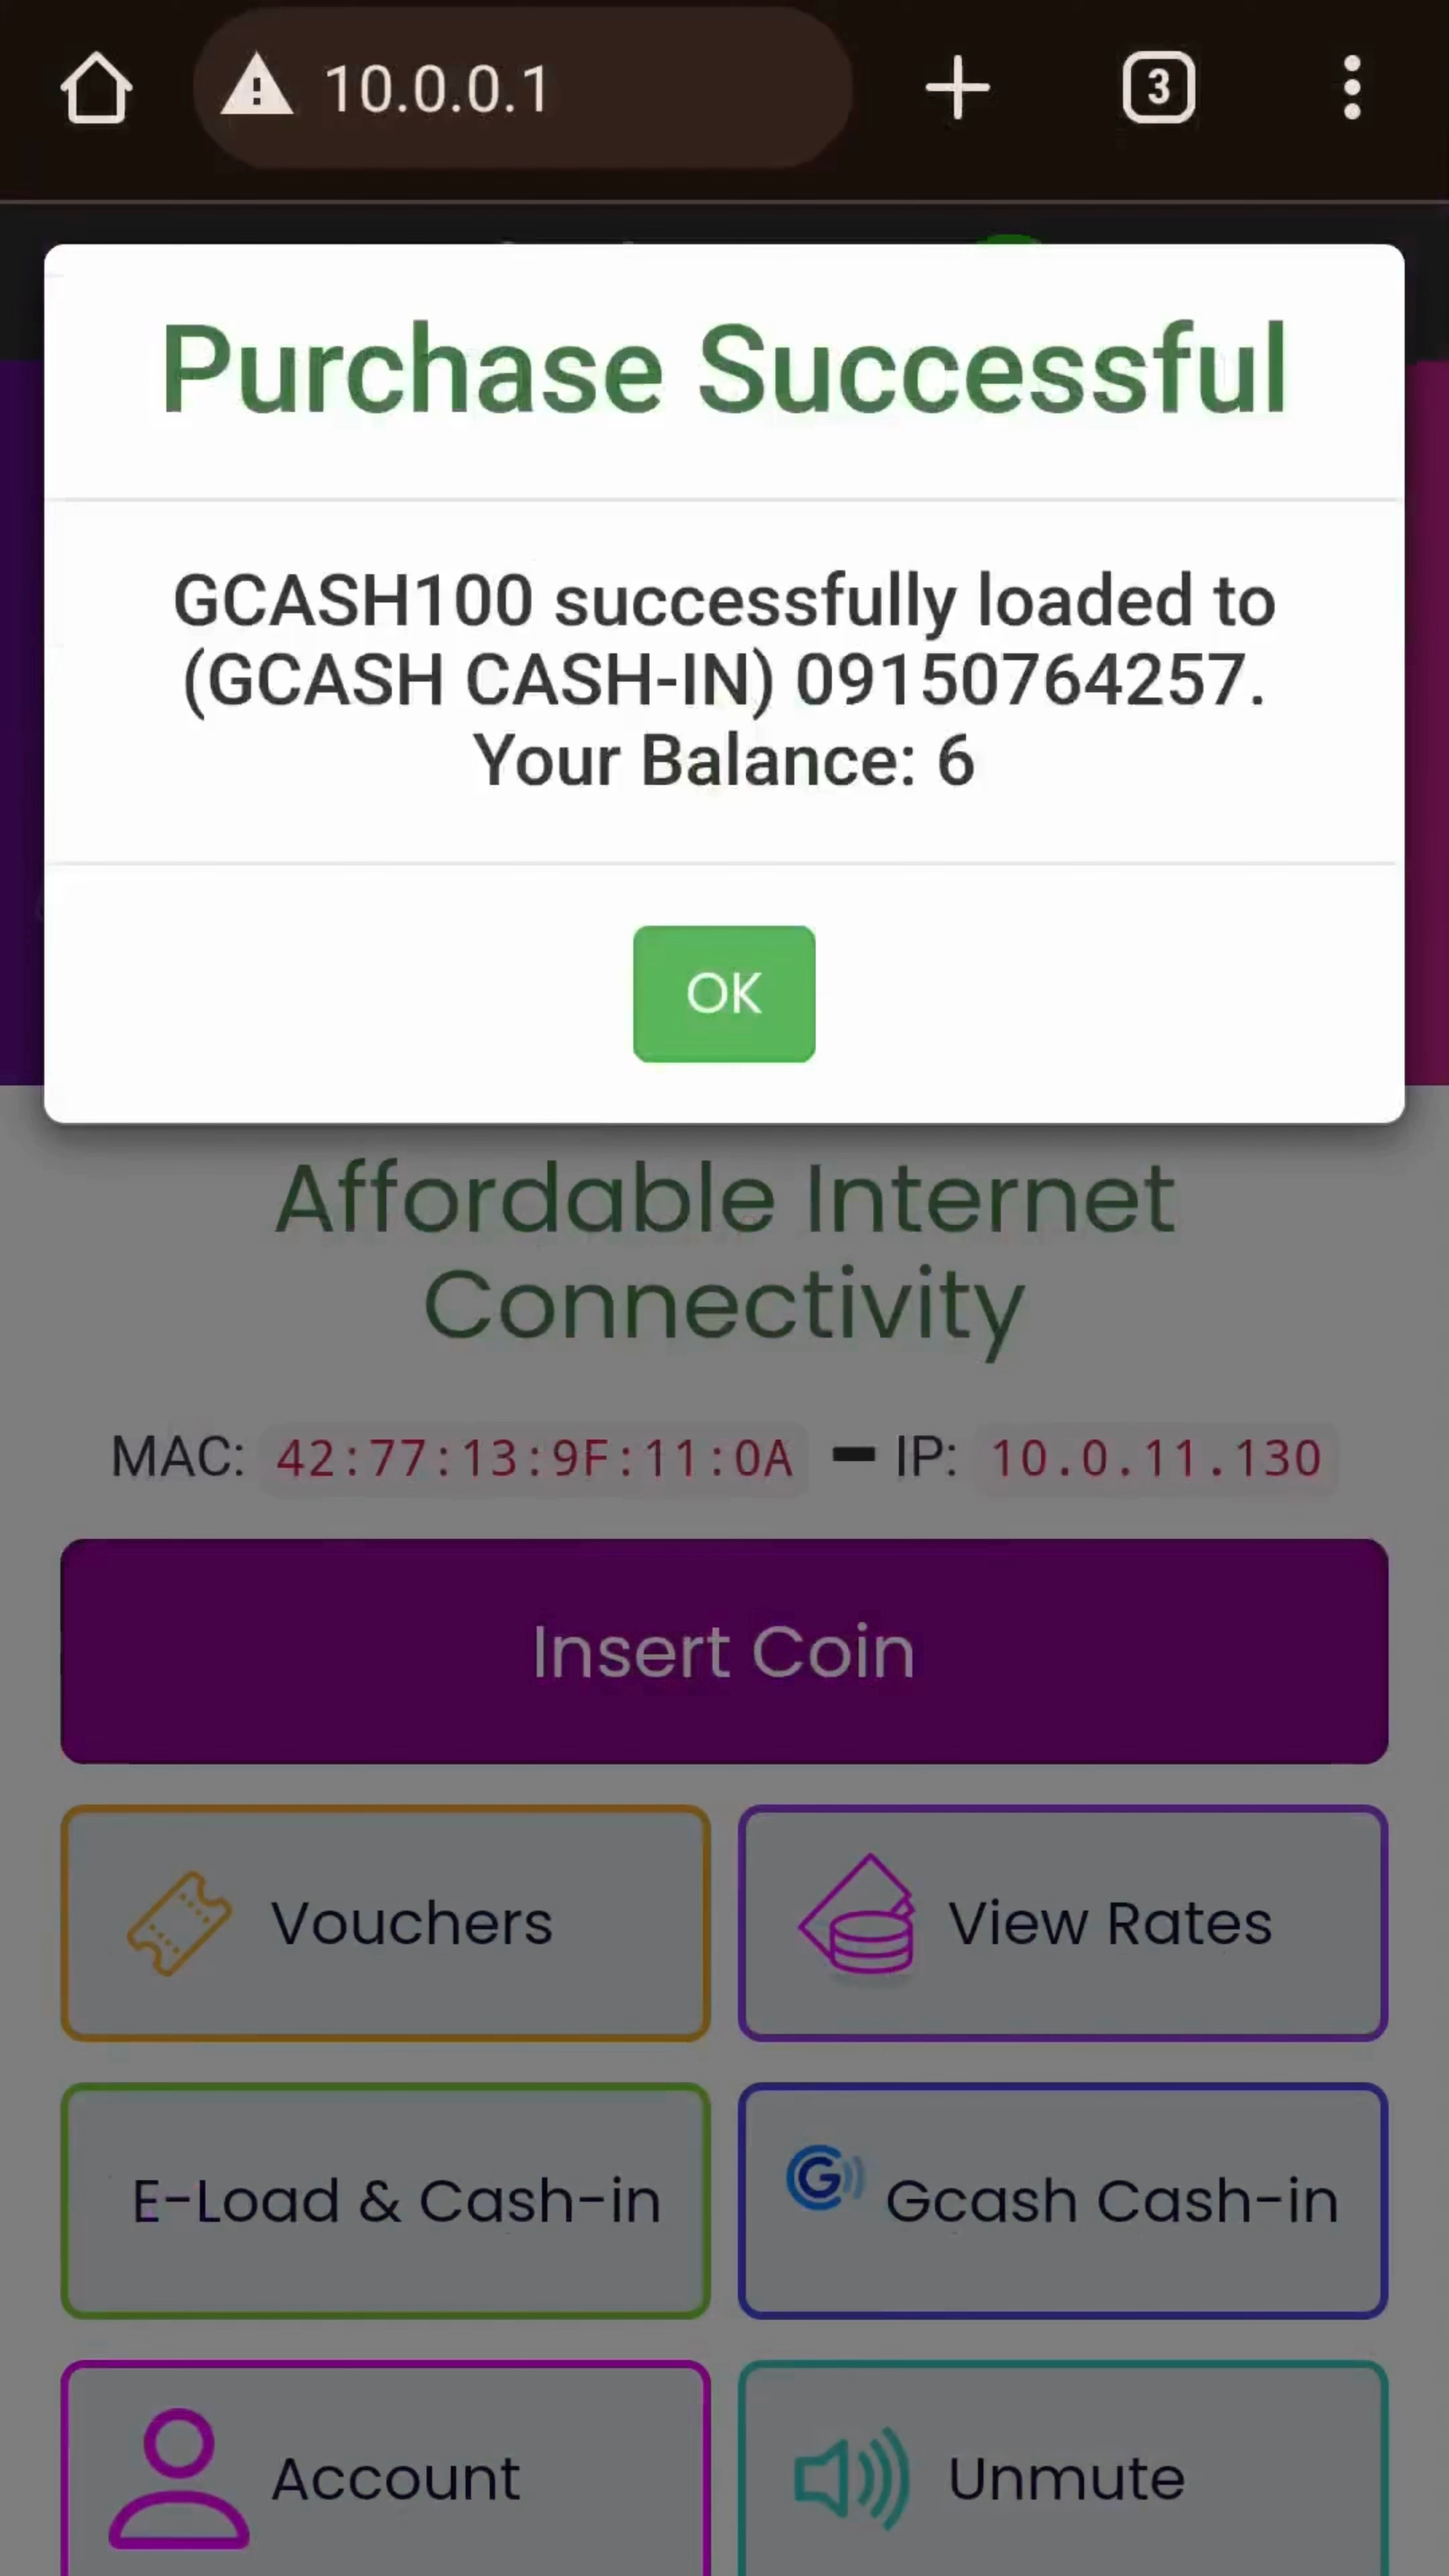 10.0.0.1
3
Purchase Successful
GCASH100 successfully loaded to
(GCASH CASH-IN) 09150764257.
Your Balance: 6
OK
Affordable Internet
Connectivity
MAC: 42:77:13:9F:11:0A - IP: 10.0.11.130
Insert Coin
Vouchers
View Rates
E-Load & Cash-in
Gcash Cash-in
Account
Unmute